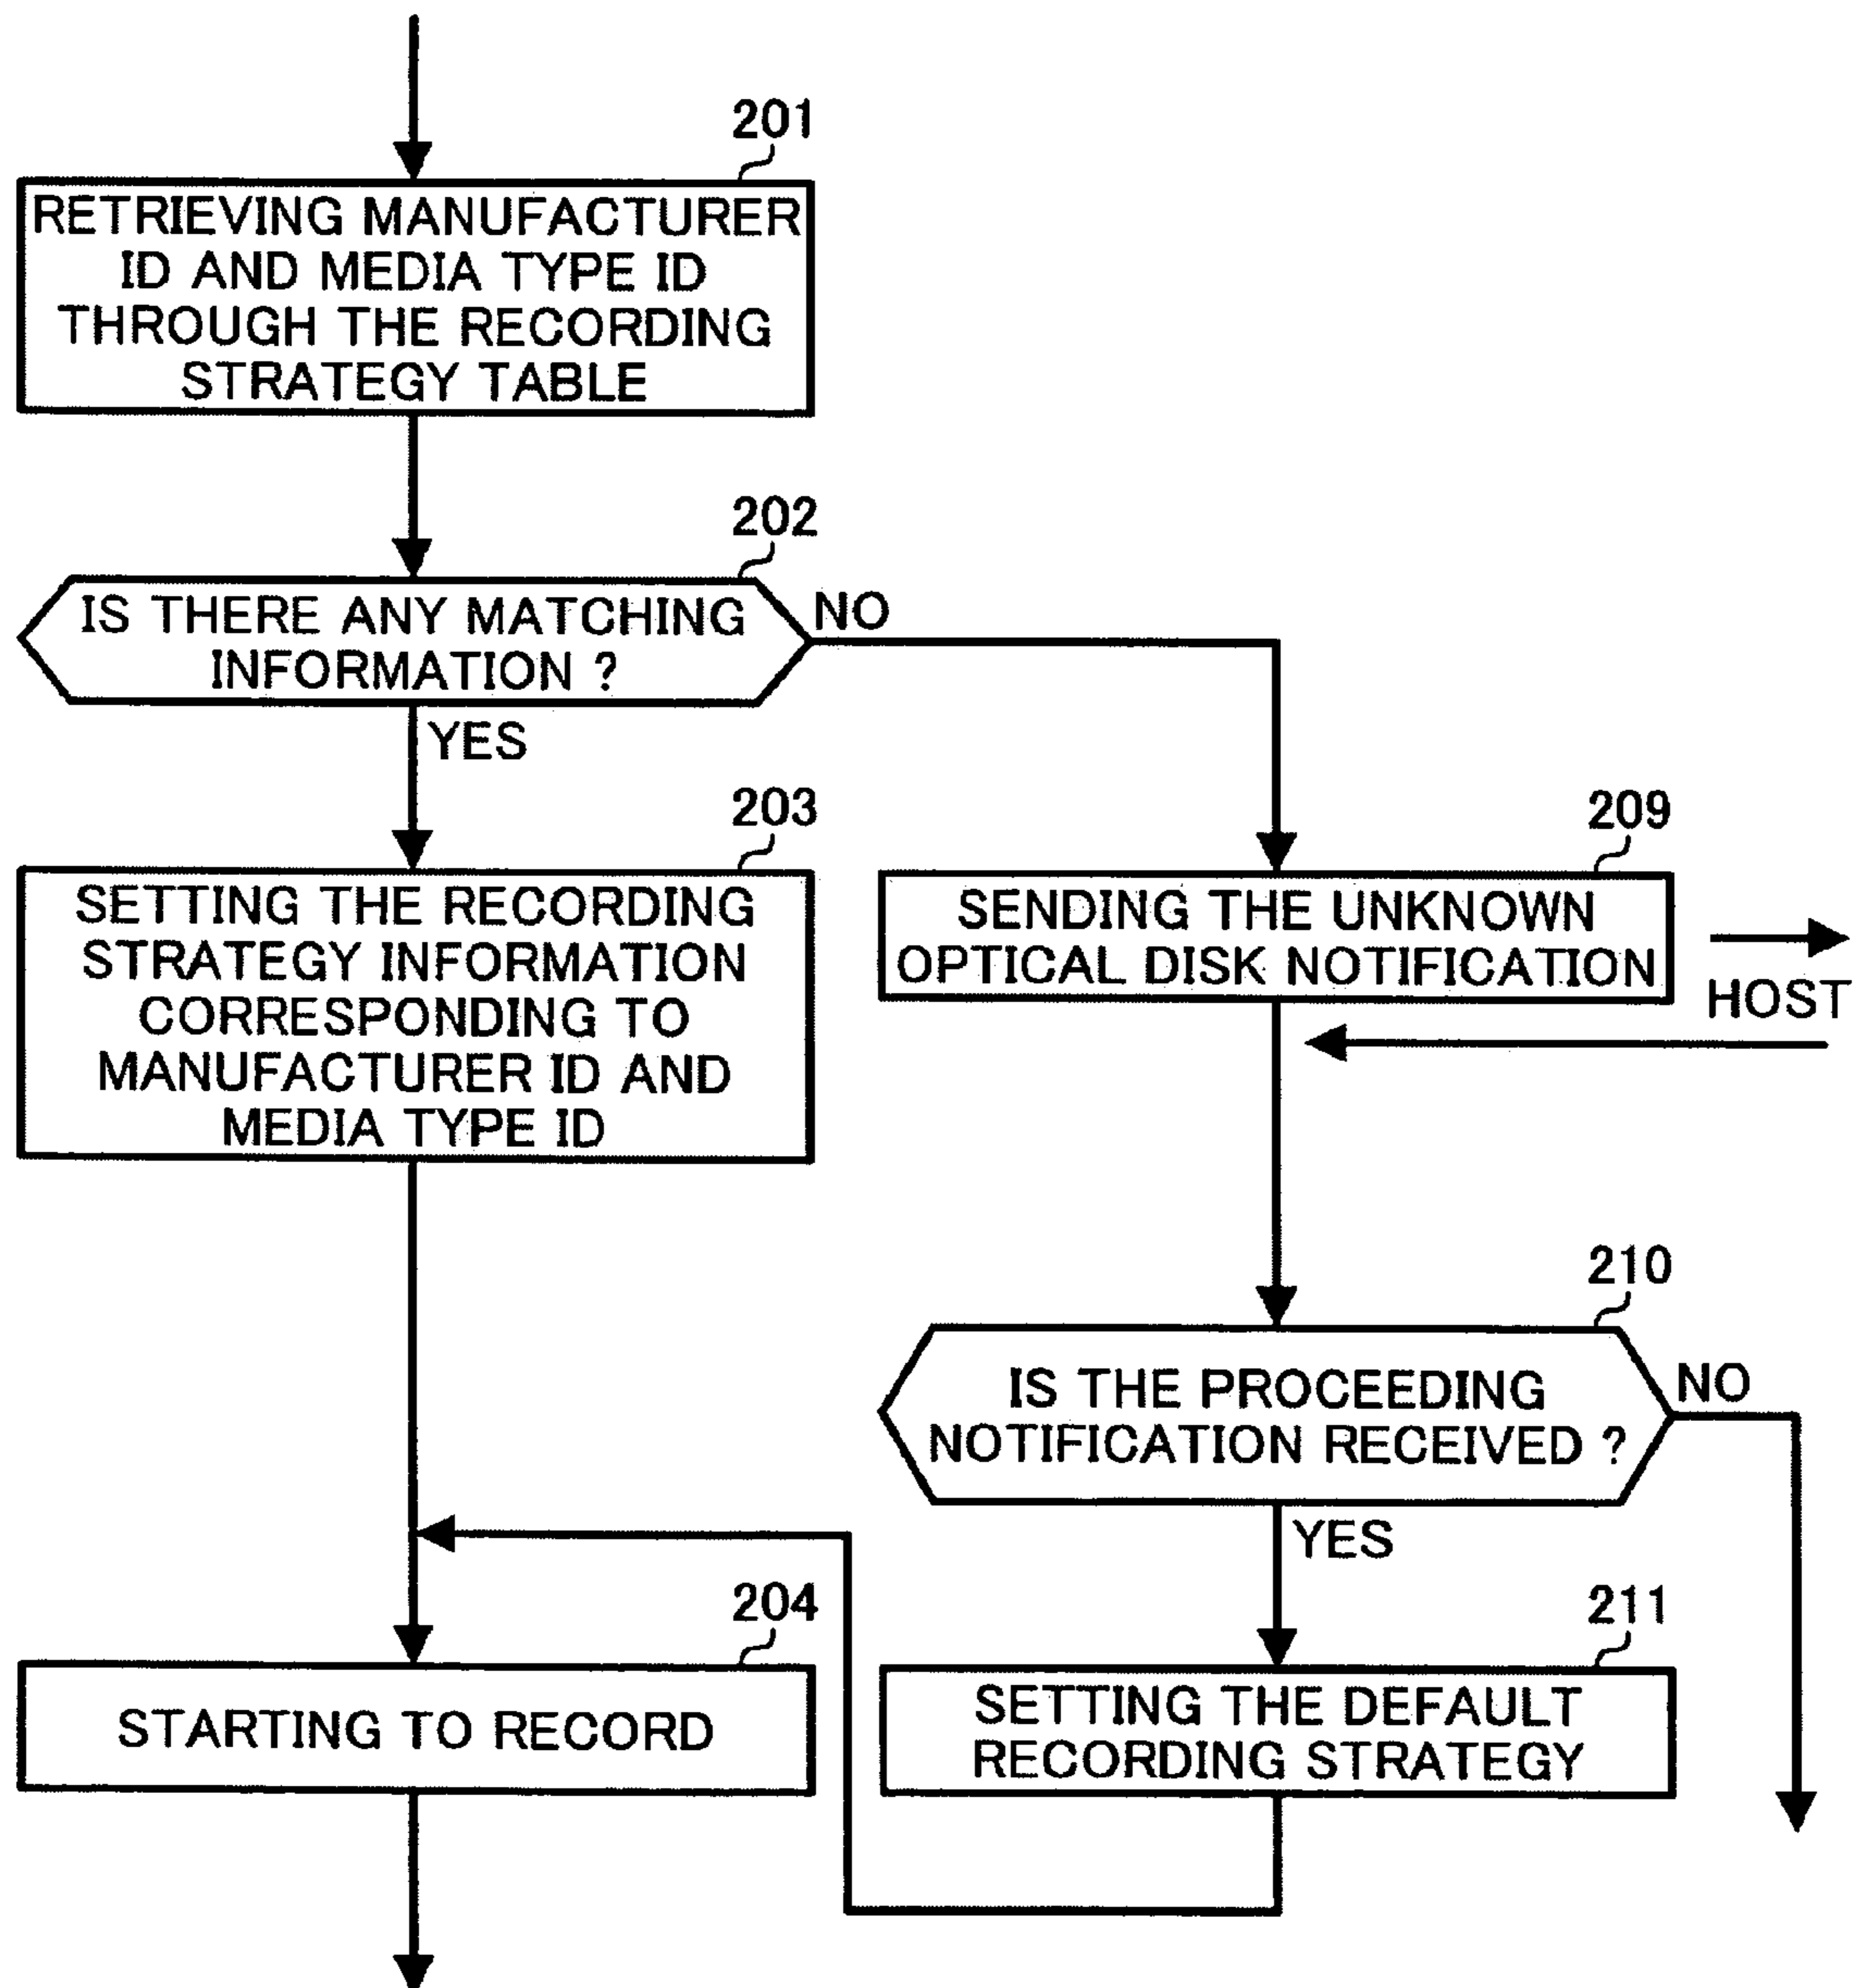 201
RETRIEVING MANUFACTURER
ID AND MEDIA TYPE ID
THROUGH THE RECORDING
STRATEGY TABLE
202
IS THERE ANY MATCHING
INFORMATION ?
NO
YES
203
SETTING THE RECORDING
STRATEGY INFORMATION
CORRESPONDING TO
MANUFACTURER ID AND
MEDIA TYPE ID
209
SENDING THE UNKNOWN
OPTICAL DISK NOTIFICATION
HOST
210
IS THE PROCEEDING
NOTIFICATION RECEIVED ?
NO
YES
204
STARTING TO RECORD
211
SETTING THE DEFAULT
RECORDING STRATEGY